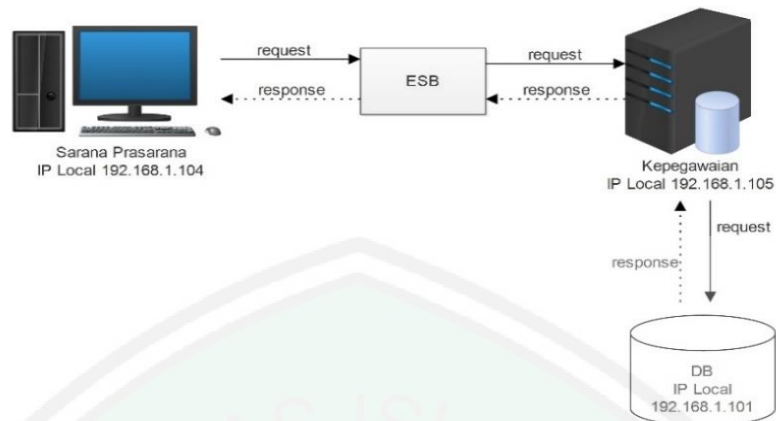 request
response
ESB
request
response
Sarana Prasarana
IP Local 192.168.1.104
Kepegawaian
IP Local 192.168.1.105
request
response
DB
IP Local
192.168.1.101